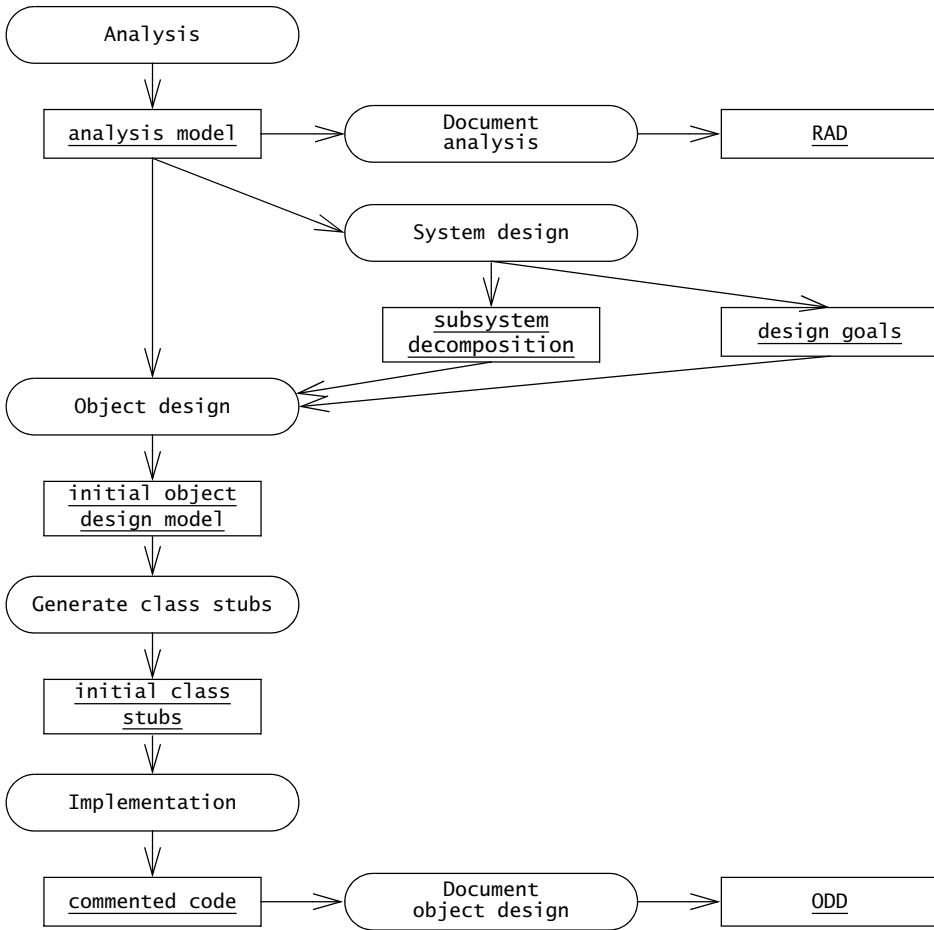 Analysis
analysis model
Document
analysis
RAD
System design
subsystem
decomposition
design goals
Object design
initial object
design model
Generate class stubs
initial class
stubs
Implementation
commented code
Document
object design
ODD